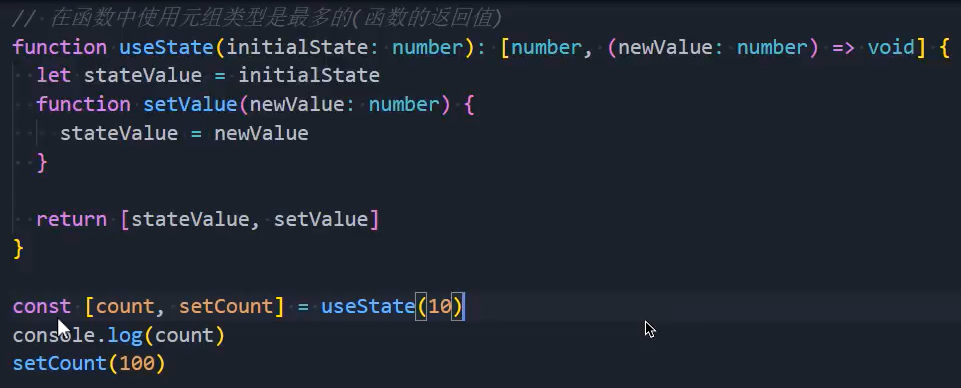 // 在函数中使用元组类型是最多的(函数的返回值)
function useState(initialState: number): [number, (newValue: number) => void] {
  let stateValue = initialState
  function setValue(newValue: number) {
    stateValue = newValue
  }
  return [stateValue, setValue]
}
const [count, setCount] = useState(10)
console.log(count)
setCount(100)